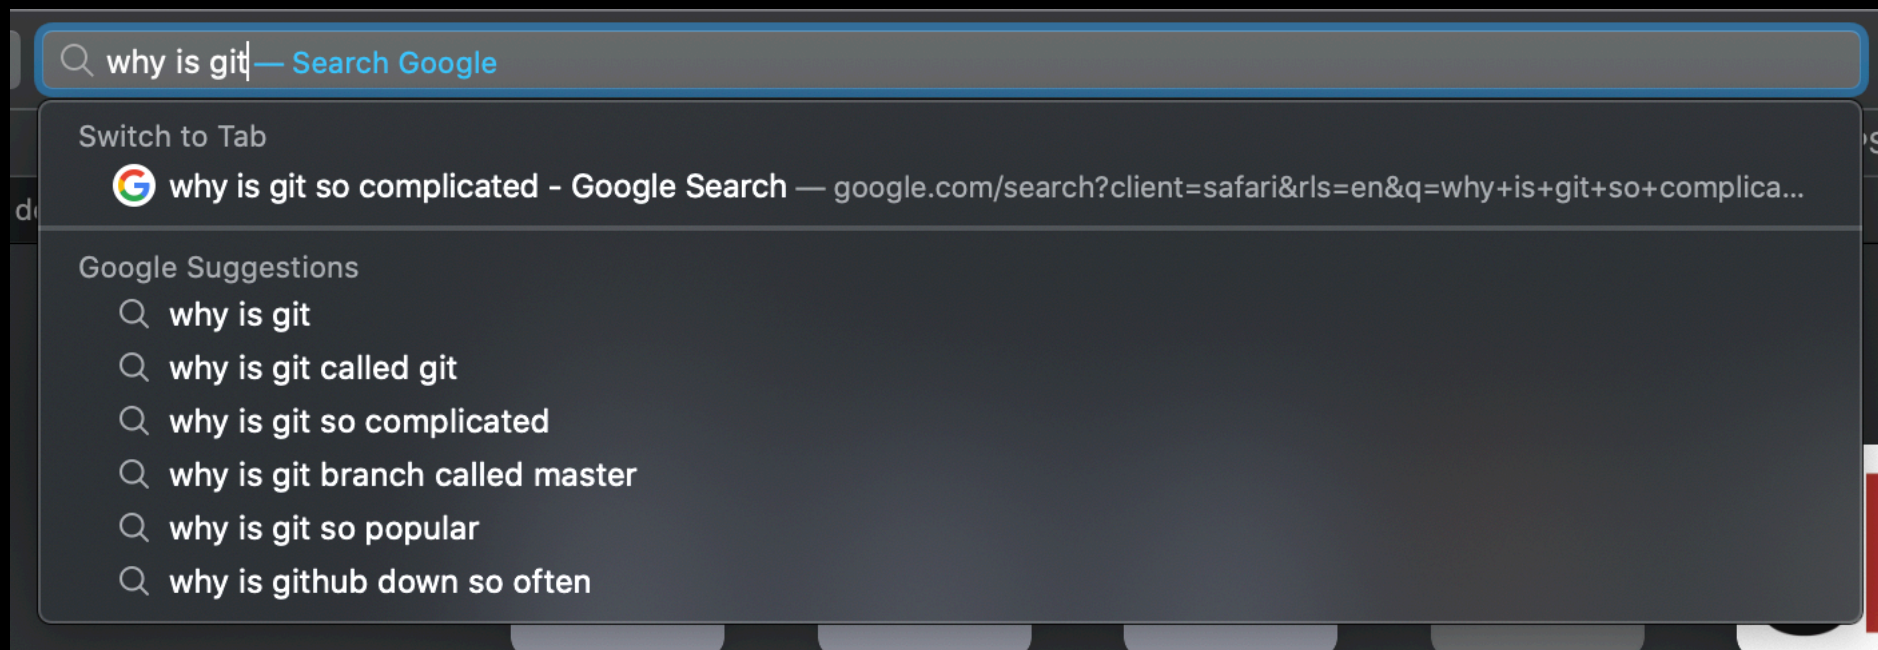 why is git — Search Google
Switch to Tab
why is git so complicated - Google Search — google.com/search?client=safari&rls=en&q=why+is+git+so+complica...
Google Suggestions
why is git
why is git called git
why is git so complicated
why is git branch called master
why is git so popular
why is github down so often